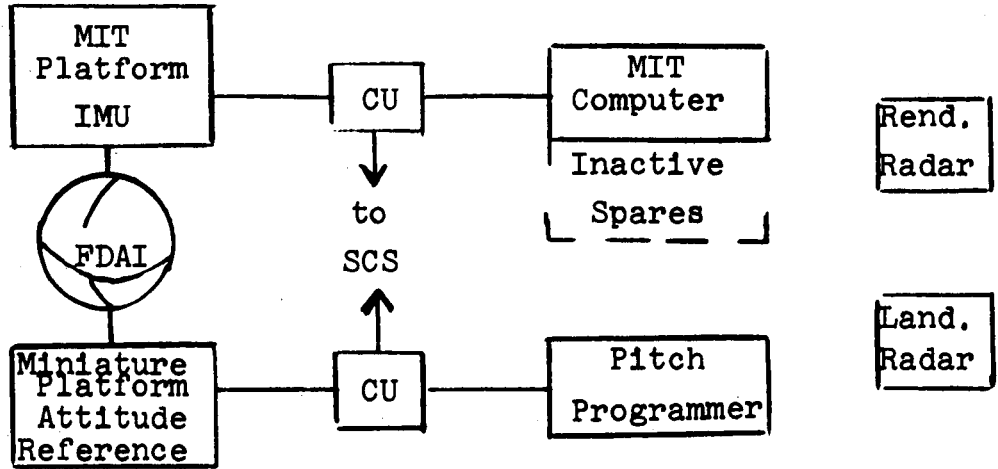 MIT
Platform
IMU
CU
MIT
Computer
Inactive
Spares
Rend.
Radar
FDAI
to
SCS
Land.
Radar
Miniature
Platform
Attitude
Reference
CU
Pitch
Programmer